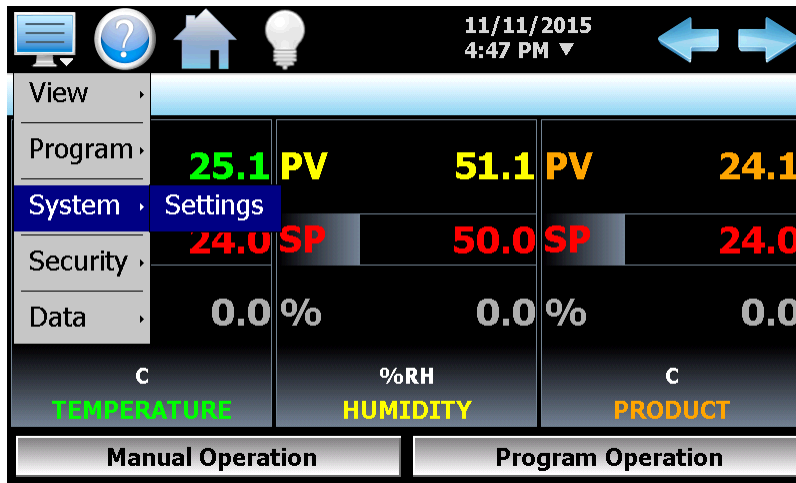 11/11/2015
4:47 PM ▼
View
Program
System
Settings
Security
Data
25.1
24.0
0.0
C
TEMPERATURE
PV 51.1
SP 50.0
% 0.0
%RH
HUMIDITY
PV 24.1
SP 24.0
% 0.0
C
PRODUCT
Manual Operation
Program Operation